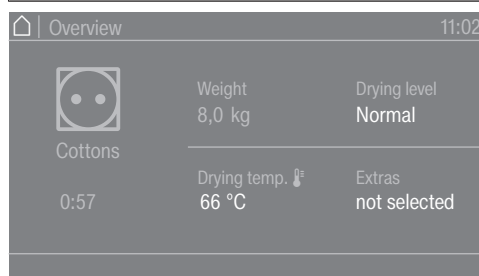 Overview 11:02
Weight
8,0 kg
Drying level
Normal
Cottons
0:57
Drying temp.
66 °C
Extras
not selected